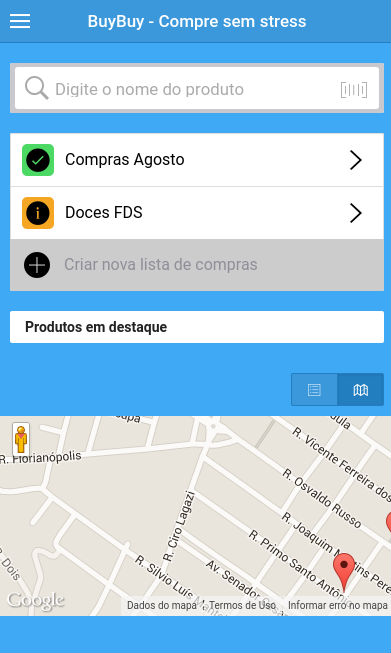 BuyBuy - Compre sem stress
Digite o nome do produto
Compras Agosto
Doces FDS
Criar nova lista de compras
Produtos em destaque
R. Vicente Ferreira dos
R. Florianópolis
R. Osvaldo Russo
R. Ciro Lagazi
R. Joaquim Martins Pere
R. Primo Santo Antônio
R. Silvio Luis
Av. Senador
Dois
Google
Dados do mapa
Termos de Uso
Informar erro no mapa